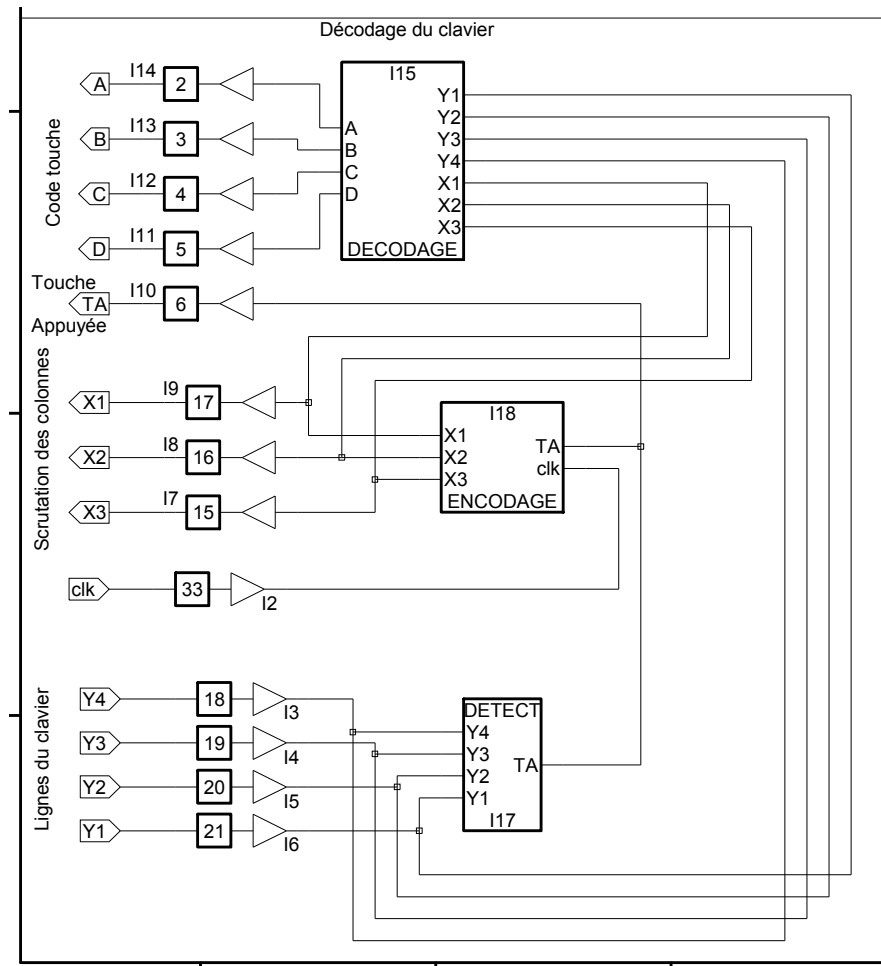 Décodage du clavier
I15
A I14 2
B I13 3
C I12 4
D I11 5
Code touche
A
B
C
D
Y1
Y2
Y3
Y4
X1
X2
X3
DECODAGE
Touche
TA I10 6
Appuyée
Scrutation des colonnes
X1 I9 17
X2 I8 16
X3 I7 15
I18
X1
X2
X3
TA
clk
ENCODAGE
clk 33 I2
Lignes du clavier
Y4 18 I3
Y3 19 I4
Y2 20 I5
Y1 21 I6
DETECT
Y4
Y3
Y2
Y1
TA
I17